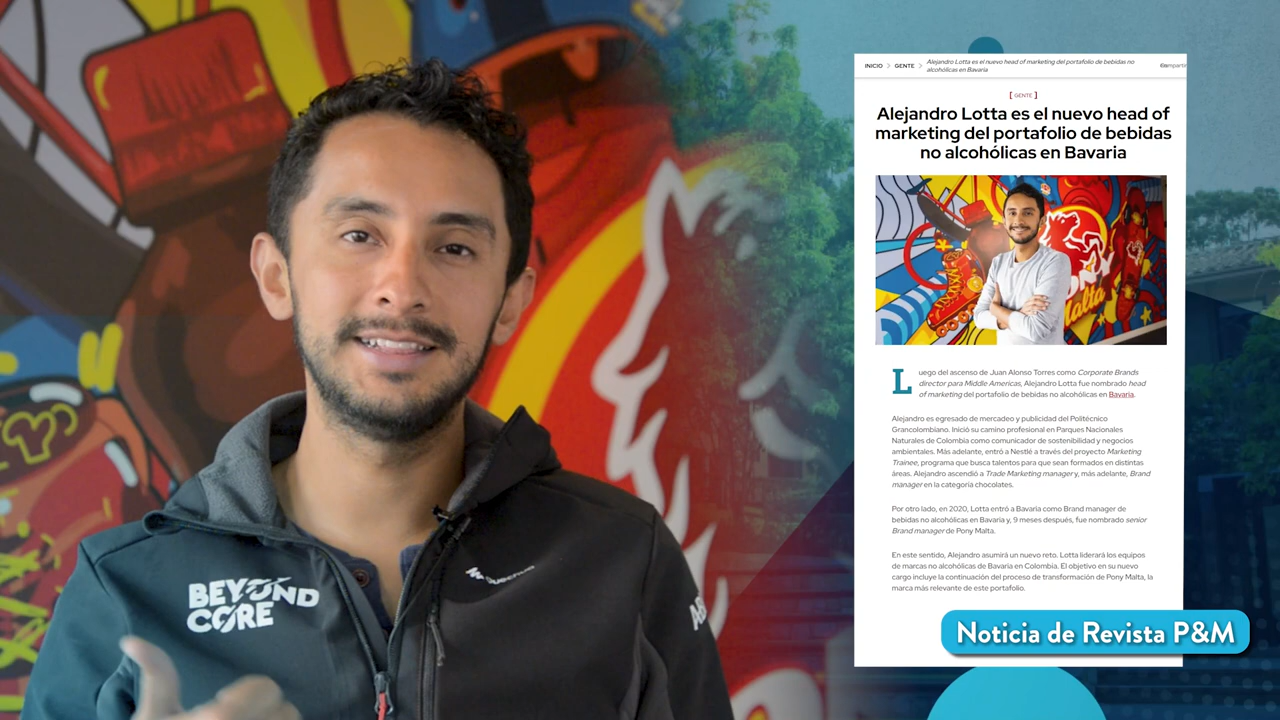 BEYOND
CORE
INICIO
GENTE
Alejandro Lotta es el nuevo head of marketing del portafolio de bebidas no
alcohólicas en Bavaria
[ GENTE ]
Alejandro Lotta es el nuevo head of
marketing del portafolio de bebidas
no alcohólicas en Bavaria
Malta
Luego del ascenso de Juan Alonso Torres como Corporate Brands
director para Middle Americas, Alejandro Lotta fue nombrado head
of marketing del portafolio de bebidas no alcohólicas en Bavaria.
Alejandro es egresado de mercadeo y publicidad del Politécnico
Grancolombiano. Inició su camino profesional en Parques Nacionales
Naturales de Colombia como comunicador de sostenibilidad y negocios
ambientales. Más adelante, entró a Nestlé a través del proyecto Marketing
Trainee, programa que busca talentos para que sean formados en distintas
áreas. Alejandro ascendió a Trade Marketing manager y, más adelante, Brand
manager en la categoría chocolates.
Por otro lado, en 2020, Lotta entró a Bavaria como Brand manager de
bebidas no alcohólicas en Bavaria y, 9 meses después, fue nombrado senior
Brand manager de Pony Malta.
En este sentido, Alejandro asumirá un nuevo reto. Lotta liderará los equipos
de marcas no alcohólicas de Bavaria en Colombia. El objetivo en su nuevo
cargo incluye la continuación del proceso de transformación de Pony Malta, la
marca más relevante de este portafolio.
Noticia de Revista P&M